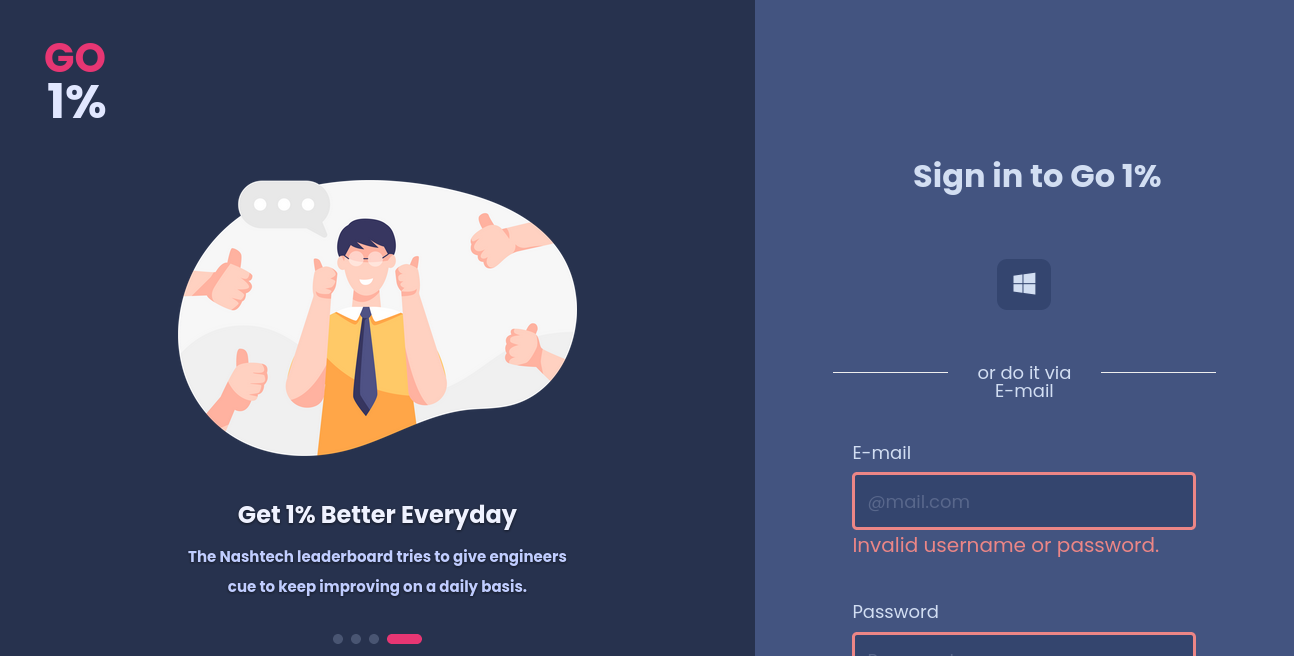 GO
1%
Get 1% Better Everyday
The Nashtech leaderboard tries to give engineers
cue to keep improving on a daily basis.
Sign in to Go 1%
or do it via
E-mail
E-mail
@mail.com
Invalid username or password.
Password